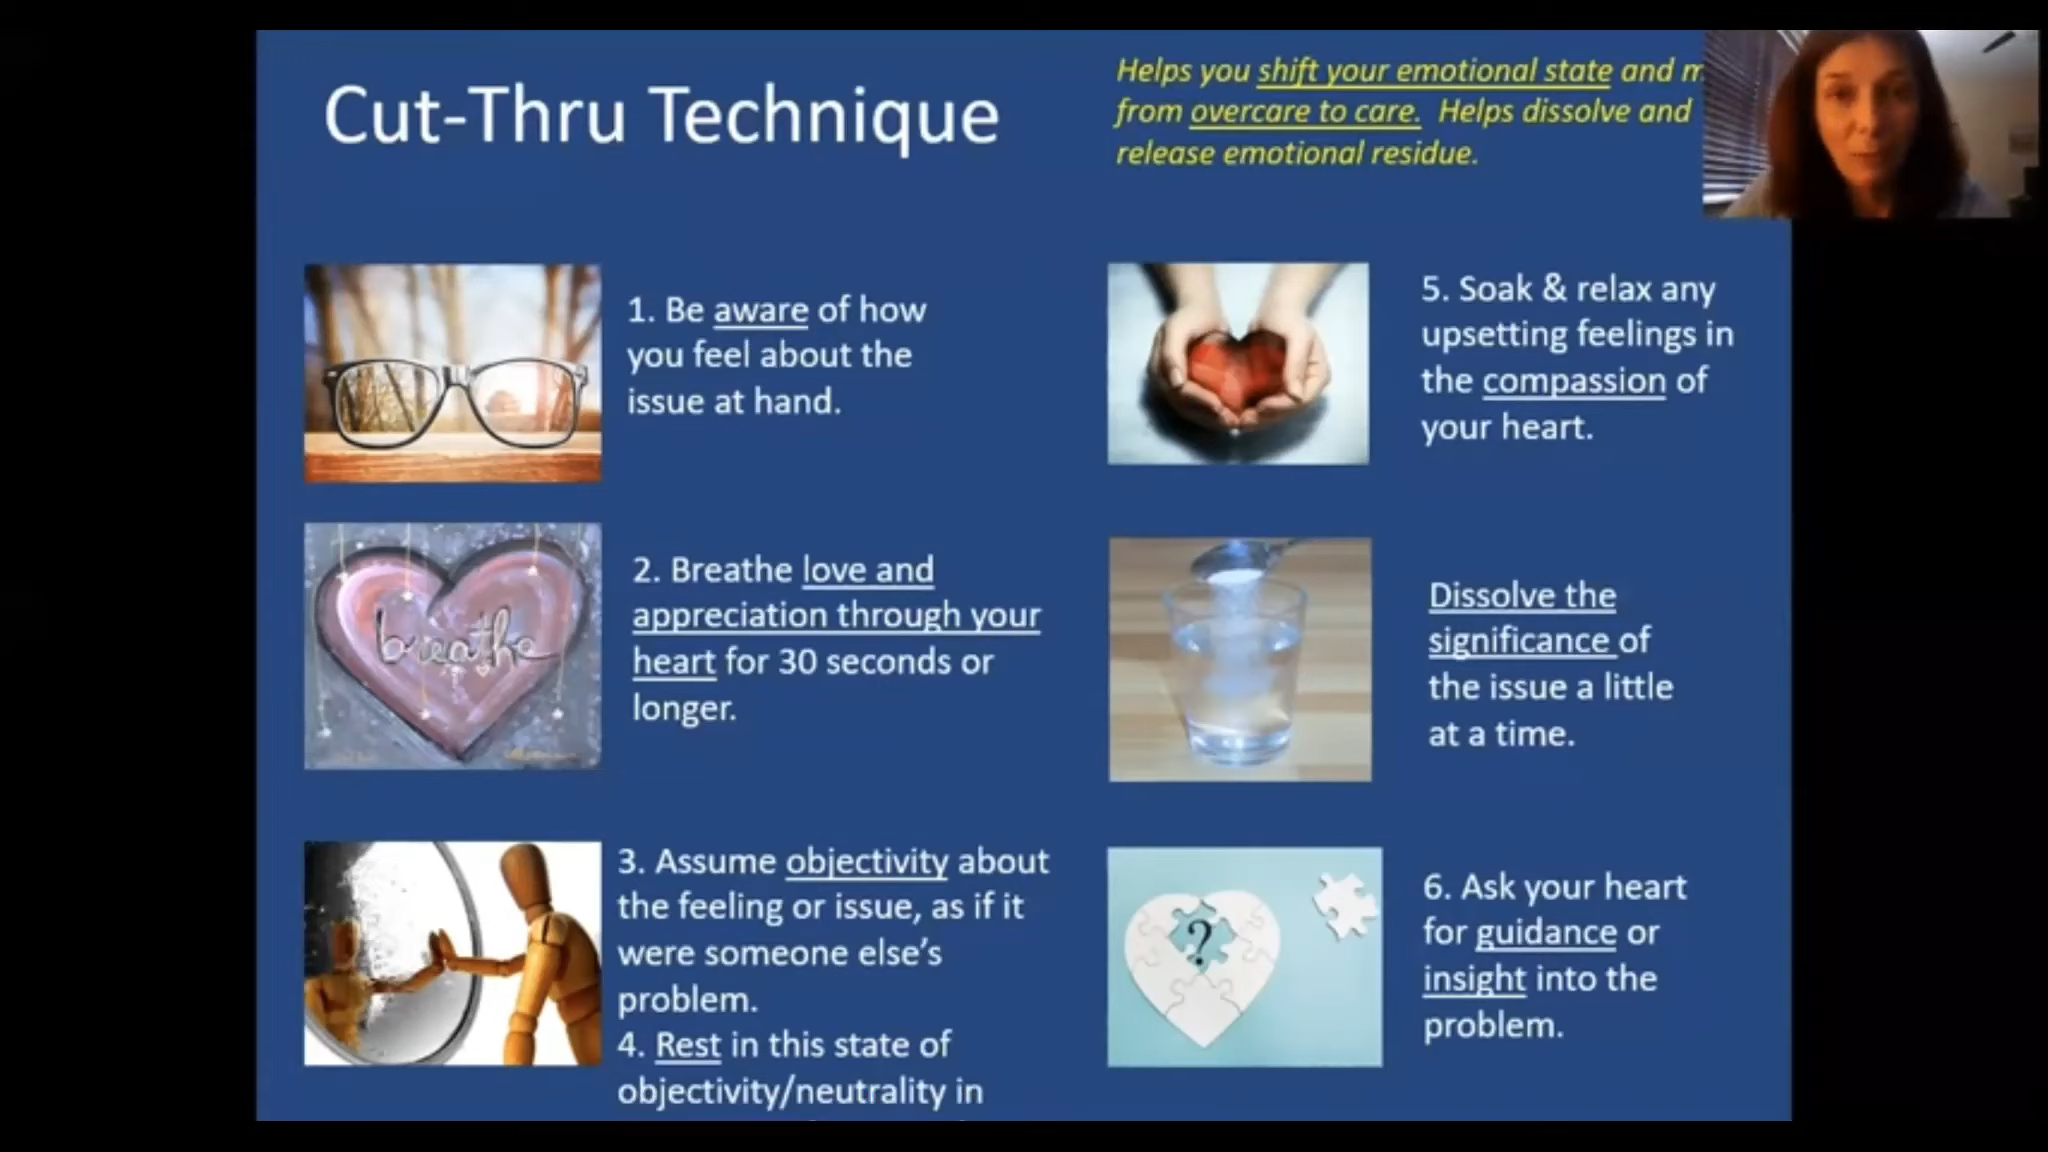 Cut-Thru Technique
Helps you shift your emotional state and m
from overcare to care. Helps dissolve and
release emotional residue.
1. Be aware of how
you feel about the
issue at hand.
breathe
2. Breathe love and
appreciation through your
heart for 30 seconds or
longer.
3. Assume objectivity about
the feeling or issue, as if it
were someone else's
problem.
4. Rest in this state of
objectivity/neutrality in
5. Soak & relax any
upsetting feelings in
the compassion of
your heart.
Dissolve the
significance of
the issue a little
at a time.
?
6. Ask your heart
for guidance or
insight into the
problem.